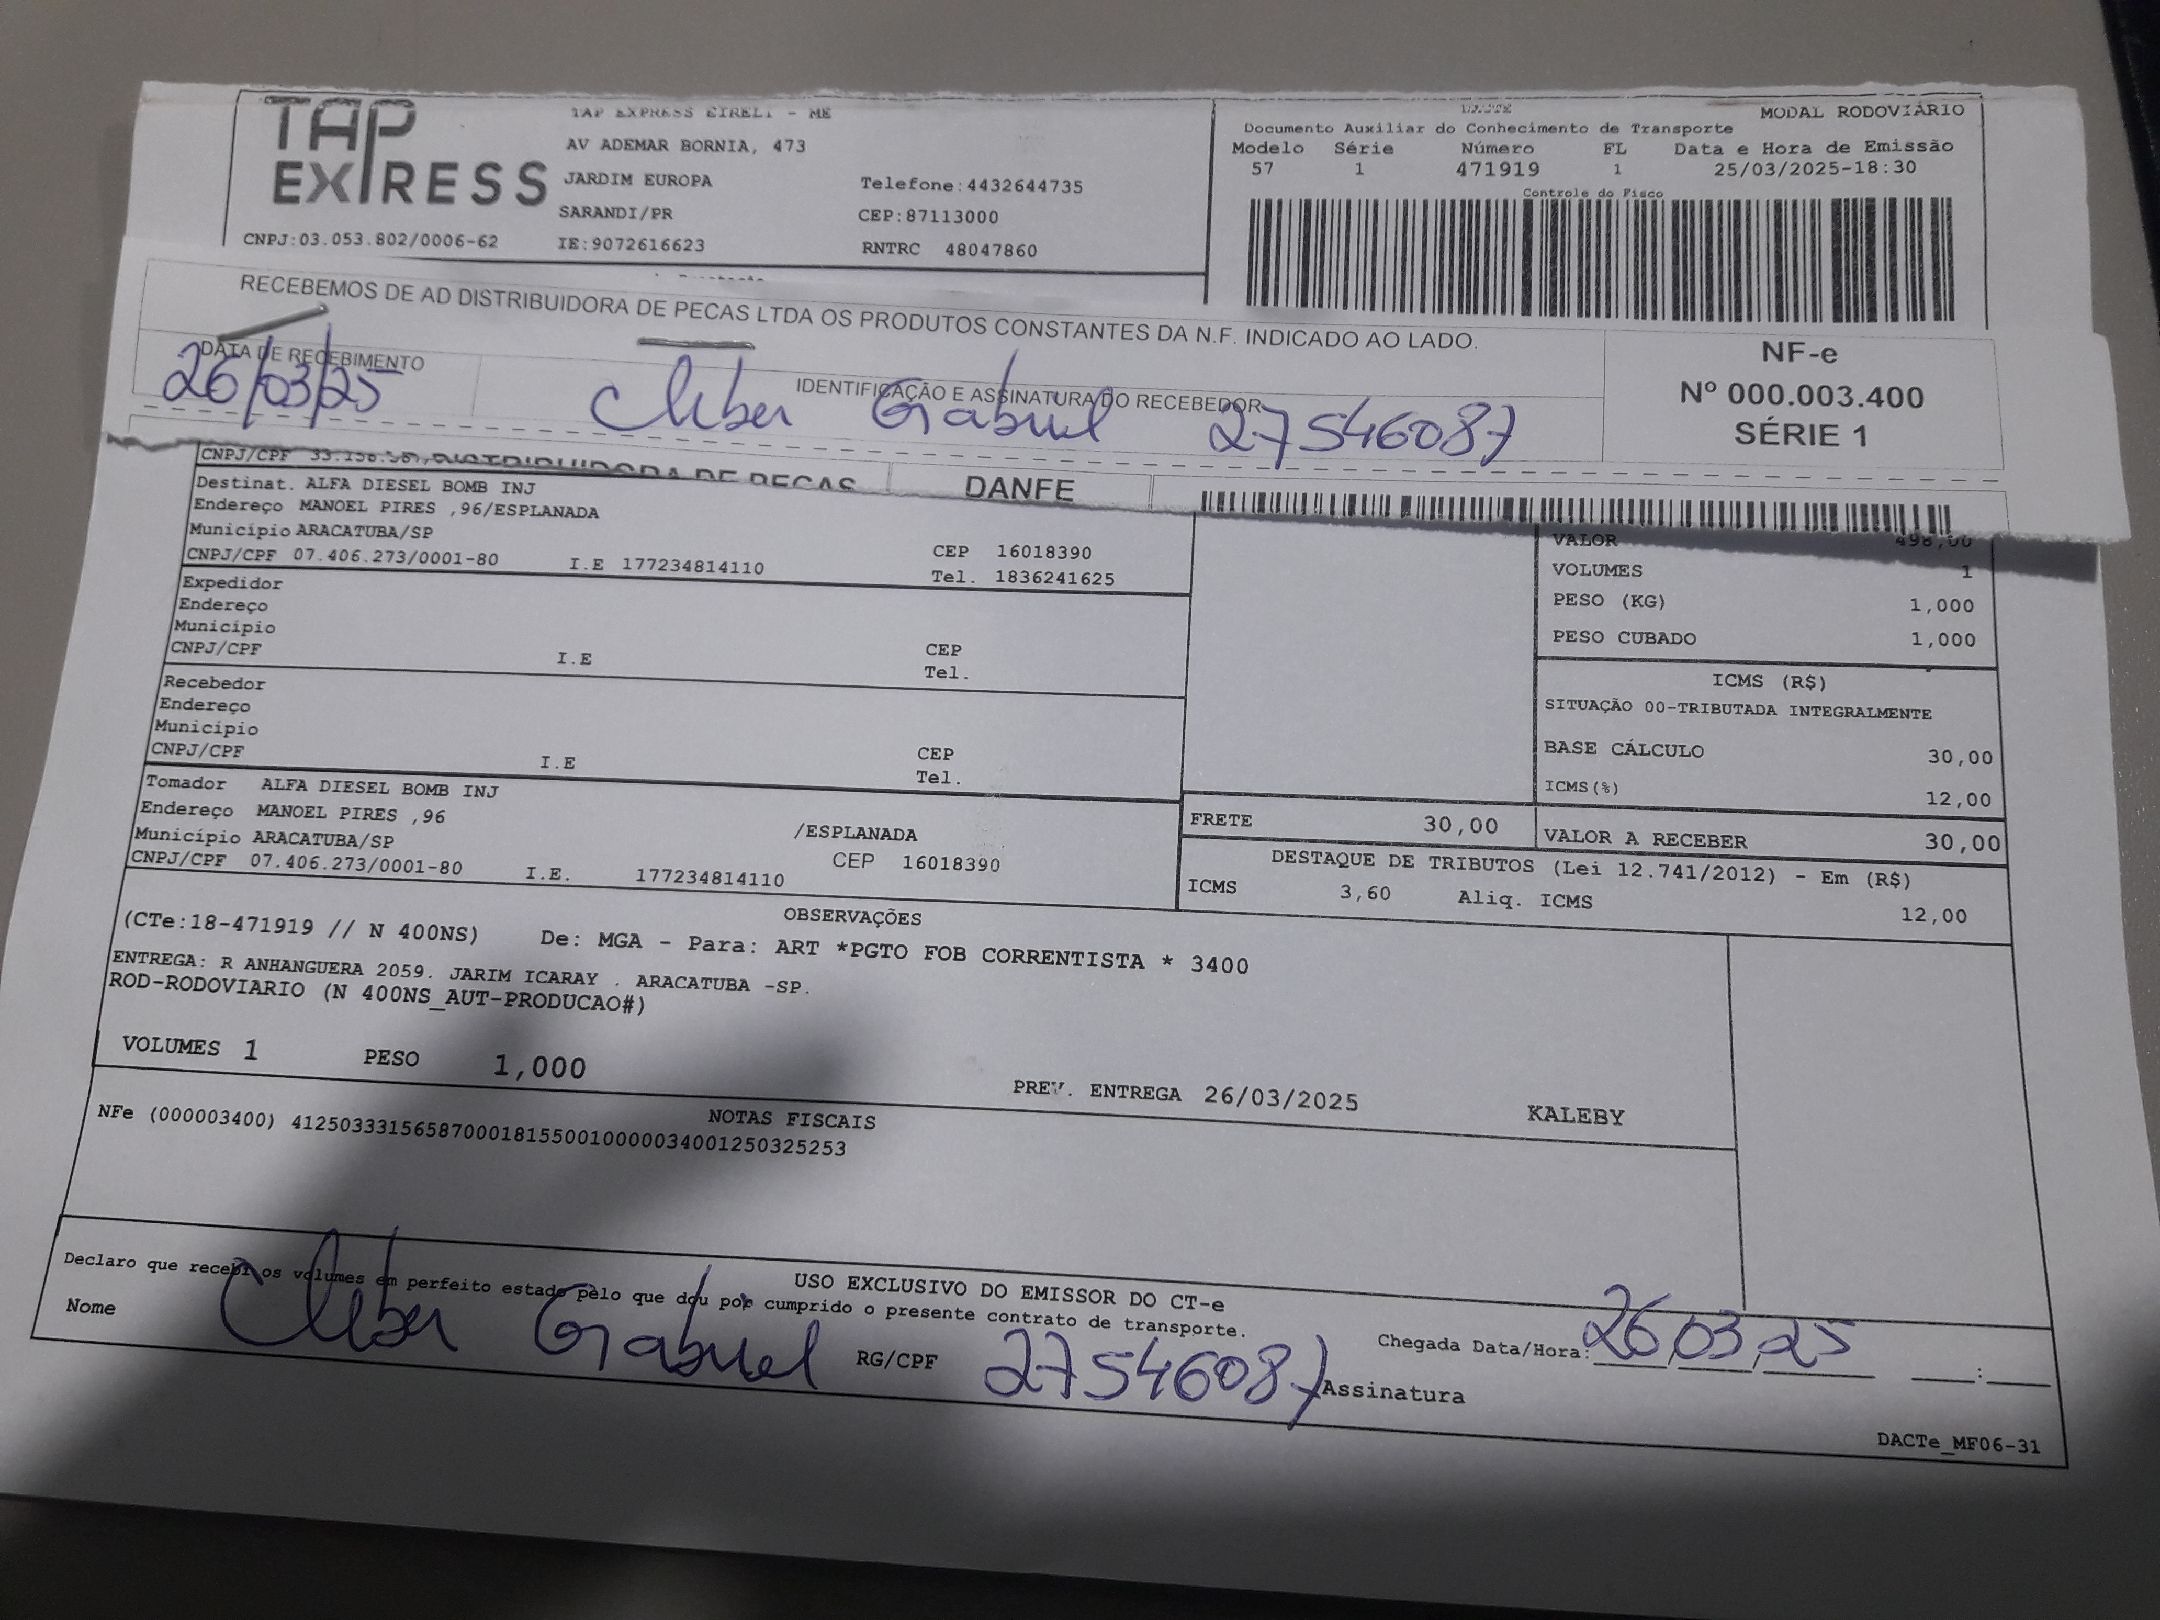 TAP EXPRESS
TAP EXPRESS EIRELI - ME
AV ADEMAR BORNIA, 473
JARDIM EUROPA Telefone:4432644735
SARANDI/PR CEP:87113000
CNPJ:03.053.802/0006-62 IE:9072616623 RNTRC 48047860
MODAL RODOVIÁRIO
Documento Auxiliar do Conhecimento de Transporte
Modelo Série Número FL Data e Hora de Emissão
57 1 471919 1 25/03/2025-18:30
Controle do Fisco
RECEBEMOS DE AD DISTRIBUIDORA DE PECAS LTDA OS PRODUTOS CONSTANTES DA N.F. INDICADO AO LADO.
DATA DE RECEBIMENTO
26/03/25
IDENTIFICAÇÃO E ASSINATURA DO RECEBEDOR
Cleber Gabriel 27546087
NF-e
Nº 000.003.400
SÉRIE 1
CNPJ/CPF
DISTRIBUIDORA DE PECAS
DANFE
Destinat. ALFA DIESEL BOMB INJ
Endereço MANOEL PIRES ,96/ESPLANADA
Município ARACATUBA/SP CEP 16018390
CNPJ/CPF 07.406.273/0001-80 I.E 177234814110 Tel. 1836241625
Expedidor
Endereço
Município CEP
CNPJ/CPF I.E Tel.
Recebedor
Endereço
Município CEP
CNPJ/CPF I.E Tel.
Tomador ALFA DIESEL BOMB INJ
Endereço MANOEL PIRES ,96 /ESPLANADA
Município ARACATUBA/SP CEP 16018390
CNPJ/CPF 07.406.273/0001-80 I.E. 177234814110
VALOR 498,00
VOLUMES 1
PESO (KG) 1,000
PESO CUBADO 1,000
ICMS (R$)
SITUAÇÃO 00-TRIBUTADA INTEGRALMENTE
BASE CÁLCULO 30,00
ICMS(%) 12,00
FRETE 30,00 VALOR A RECEBER 30,00
DESTAQUE DE TRIBUTOS (Lei 12.741/2012) - Em (R$)
ICMS 3,60 Aliq. ICMS 12,00
OBSERVAÇÕES
(CTe:18-471919 // N 400NS) De: MGA - Para: ART *PGTO FOB CORRENTISTA * 3400
ENTREGA: R ANHANGUERA 2059. JARIM ICARAY . ARACATUBA -SP.
ROD-RODOVIARIO (N 400NS_AUT-PRODUCAO#)
VOLUMES 1 PESO 1,000 PREV. ENTREGA 26/03/2025 KALEBY
NOTAS FISCAIS
NFe (000003400) 41250333156587000181550010000034001250325253
USO EXCLUSIVO DO EMISSOR DO CT-e
Declaro que recebi os volumes em perfeito estado pelo que dou por cumprido o presente contrato de transporte.
Nome Cleber Gabriel RG/CPF 27546087 Assinatura
Chegada Data/Hora: 26 03 25 :
DACTe_MF06-31